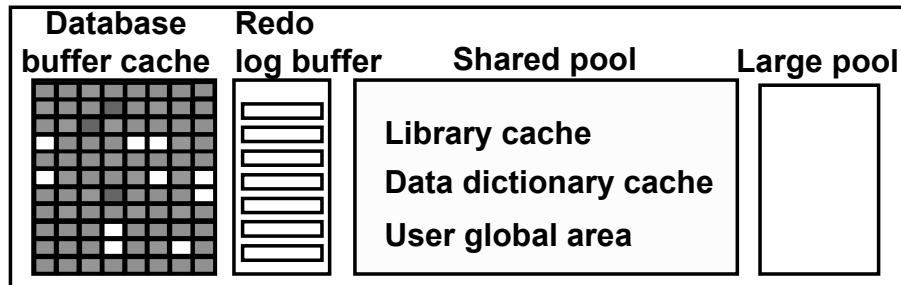 Database
buffer cache
Redo
log buffer
Shared pool
Large pool
Library cache
Data dictionary cache
User global area